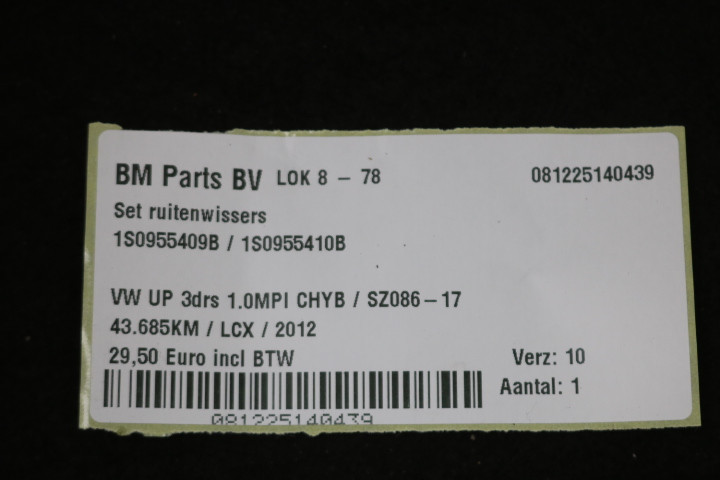 BM Parts BV LOK 8 - 78 081225140439
Set ruitenwissers
1S0955409B / 1S0955410B
VW UP 3drs 1.0MPI CHYB / SZ086-17
43.685KM / LCX / 2012
29,50 Euro incl BTW Verz: 10
Aantal: 1
081225140439